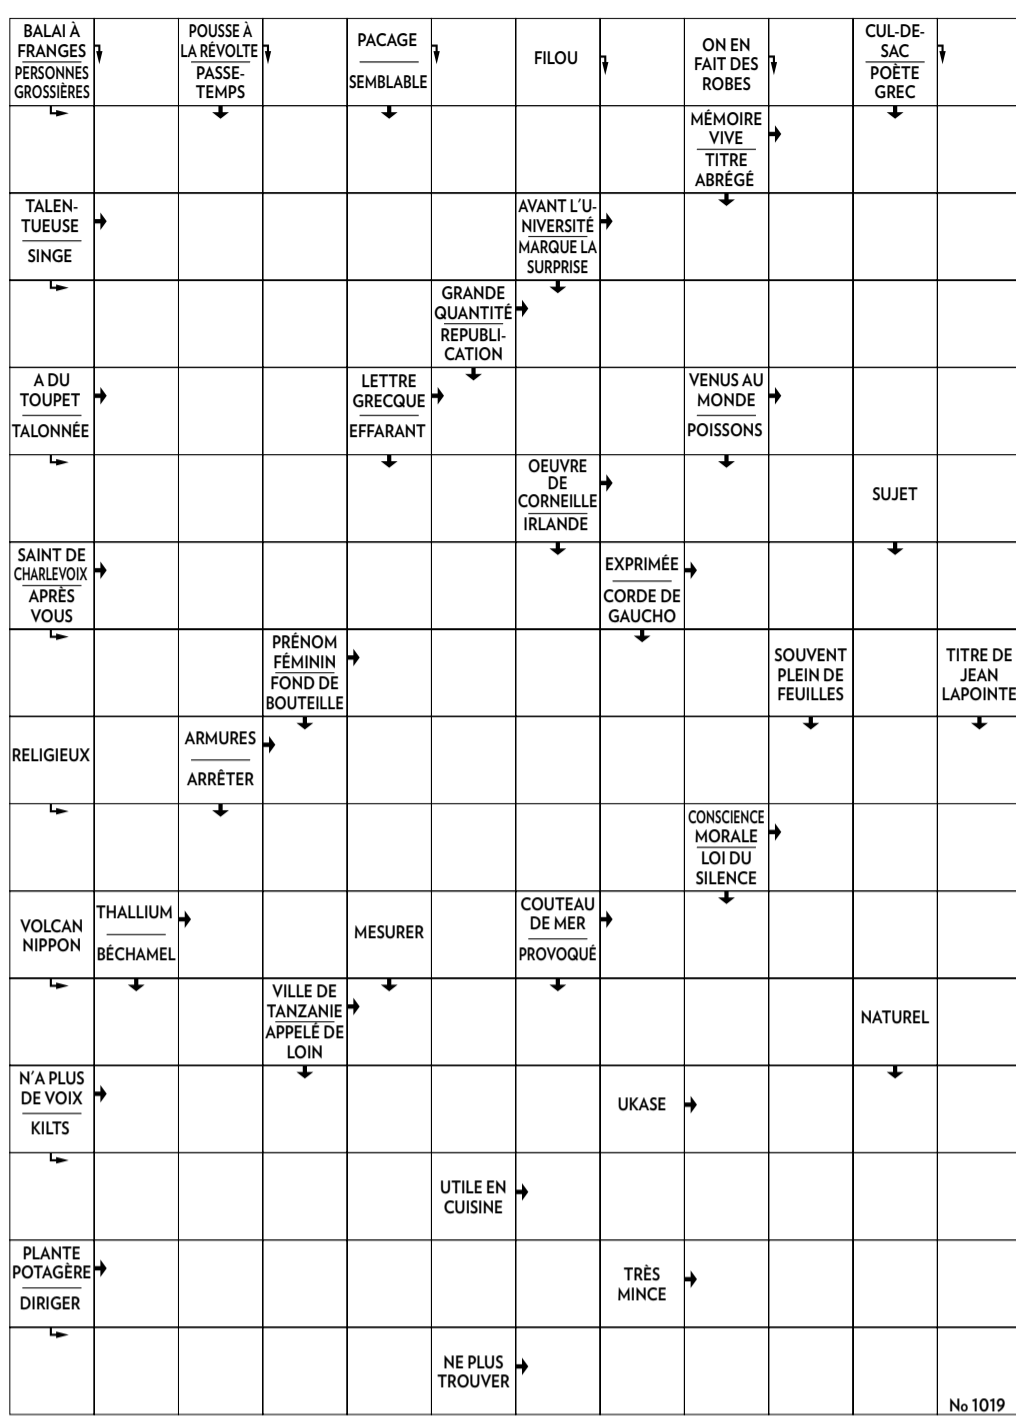 BALAI À
FRANGES
PERSONNES
GROSSIÈRES
POUSSE À
LA RÉVOLTE
PASSE-
TEMPS
PACAGE
SEMBLABLE
FILOU
ON EN
FAIT DES
ROBES
CUL-DE-
SAC
POÈTE
GREC
MÉMOIRE
VIVE
TITRE
ABRÉGÉ
TALEN-
TUEUSE
SINGE
AVANT L'U-
NIVERSITÉ
MARQUE LA
SURPRISE
GRANDE
QUANTITÉ
REPUBLI-
CATION
A DU
TOUPET
TALONNÉE
LETTRE
GRECQUE
EFFARANT
VENUS AU
MONDE
POISSONS
OEUVRE
DE
CORNEILLE
IRLANDE
SUJET
SAINT DE
CHARLEVOIX
APRÈS
VOUS
EXPRIMÉE
CORDE DE
GAUCHO
PRÉNOM
FÉMININ
FOND DE
BOUTEILLE
SOUVENT
PLEIN DE
FEUILLES
TITRE DE
JEAN
LAPOINTE
RELIGIEUX
ARMURES
ARRÊTER
CONSCIENCE
MORALE
LOI DU
SILENCE
VOLCAN
NIPPON
THALLIUM
BÉCHAMEL
MESURER
COUTEAU
DE MER
PROVOQUÉ
VILLE DE
TANZANIE
APPELÉ DE
LOIN
NATUREL
N'A PLUS
DE VOIX
KILTS
UKASE
UTILE EN
CUISINE
PLANTE
POTAGÈRE
DIRIGER
TRÈS
MINCE
NE PLUS
TROUVER
No 1019